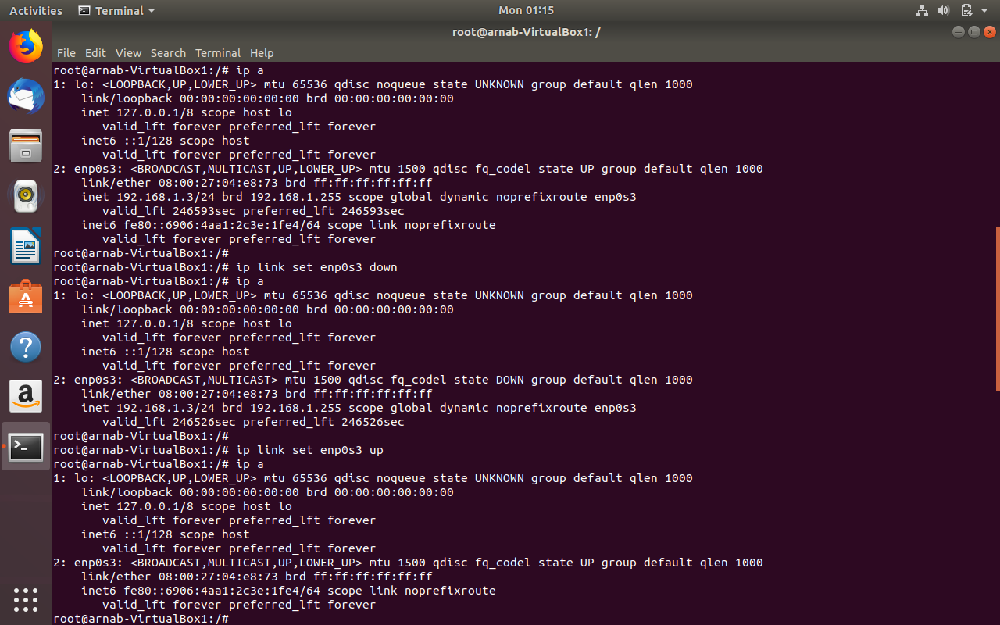 Activities Terminal Mon 01:15
root@arnab-VirtualBox1: /
File Edit View Search Terminal Help
root@arnab-VirtualBox1:/# ip a
1: lo: <LOOPBACK,UP,LOWER_UP> mtu 65536 qdisc noqueue state UNKNOWN group default qlen 1000
    link/loopback 00:00:00:00:00:00 brd 00:00:00:00:00:00
    inet 127.0.0.1/8 scope host lo
       valid_lft forever preferred_lft forever
    inet6 ::1/128 scope host
       valid_lft forever preferred_lft forever
2: enp0s3: <BROADCAST,MULTICAST,UP,LOWER_UP> mtu 1500 qdisc fq_codel state UP group default qlen 1000
    link/ether 08:00:27:04:e8:73 brd ff:ff:ff:ff:ff:ff
    inet 192.168.1.3/24 brd 192.168.1.255 scope global dynamic noprefixroute enp0s3
       valid_lft 246593sec preferred_lft 246593sec
    inet6 fe80::6906:4aa1:2c3e:1fe4/64 scope link noprefixroute
       valid_lft forever preferred_lft forever
root@arnab-VirtualBox1:/#
root@arnab-VirtualBox1:/# ip link set enp0s3 down
root@arnab-VirtualBox1:/# ip a
1: lo: <LOOPBACK,UP,LOWER_UP> mtu 65536 qdisc noqueue state UNKNOWN group default qlen 1000
    link/loopback 00:00:00:00:00:00 brd 00:00:00:00:00:00
    inet 127.0.0.1/8 scope host lo
       valid_lft forever preferred_lft forever
    inet6 ::1/128 scope host
       valid_lft forever preferred_lft forever
2: enp0s3: <BROADCAST,MULTICAST> mtu 1500 qdisc fq_codel state DOWN group default qlen 1000
    link/ether 08:00:27:04:e8:73 brd ff:ff:ff:ff:ff:ff
    inet 192.168.1.3/24 brd 192.168.1.255 scope global dynamic noprefixroute enp0s3
       valid_lft 246526sec preferred_lft 246526sec
root@arnab-VirtualBox1:/#
root@arnab-VirtualBox1:/# ip link set enp0s3 up
root@arnab-VirtualBox1:/# ip a
1: lo: <LOOPBACK,UP,LOWER_UP> mtu 65536 qdisc noqueue state UNKNOWN group default qlen 1000
    link/loopback 00:00:00:00:00:00 brd 00:00:00:00:00:00
    inet 127.0.0.1/8 scope host lo
       valid_lft forever preferred_lft forever
    inet6 ::1/128 scope host
       valid_lft forever preferred_lft forever
2: enp0s3: <BROADCAST,MULTICAST,UP,LOWER_UP> mtu 1500 qdisc fq_codel state UP group default qlen 1000
    link/ether 08:00:27:04:e8:73 brd ff:ff:ff:ff:ff:ff
    inet6 fe80::6906:4aa1:2c3e:1fe4/64 scope link noprefixroute
       valid_lft forever preferred_lft forever
root@arnab-VirtualBox1:/#